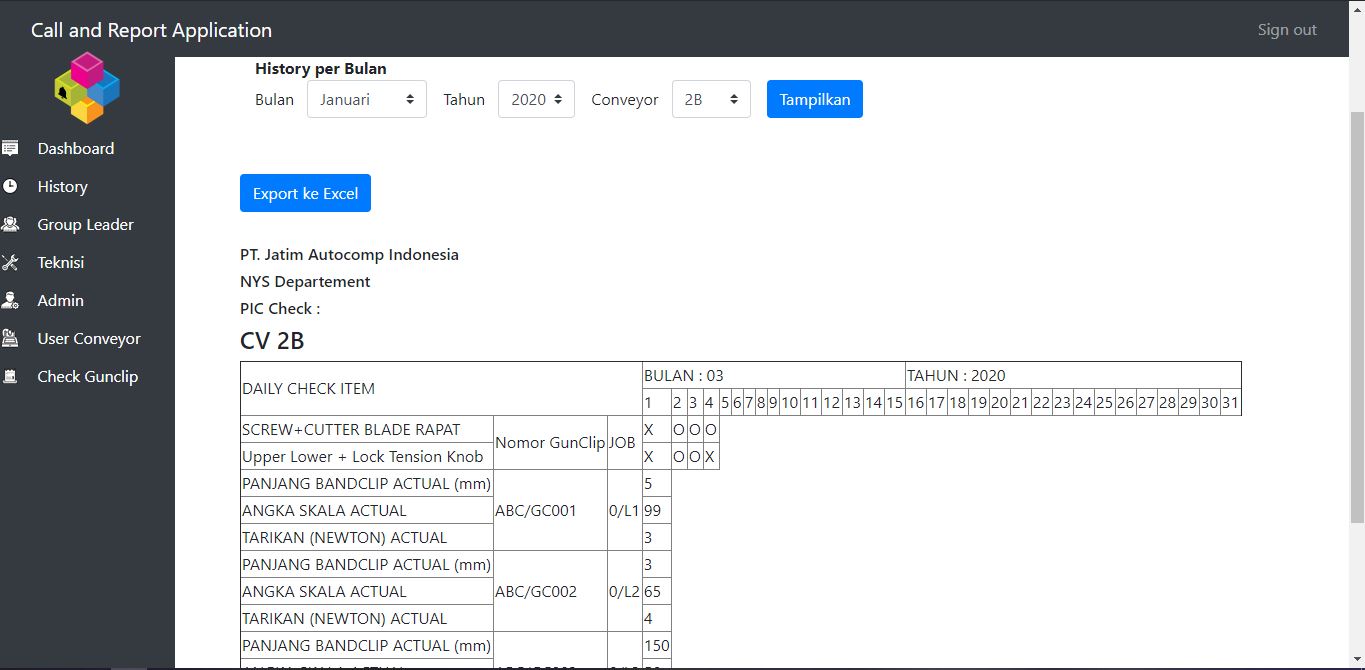 Call and Report Application
Sign out
Dashboard
History
Group Leader
Teknisi
Admin
User Conveyor
Check Gunclip
History per Bulan
Bulan Januari Tahun 2020 Conveyor 2B Tampilkan
Export ke Excel
PT. Jatim Autocomp Indonesia
NYS Departement
PIC Check :
CV 2B
DAILY CHECK ITEM BULAN : 03 TAHUN : 2020
1 2 3 4 5 6 7 8 9 10 11 12 13 14 15 16 17 18 19 20 21 22 23 24 25 26 27 28 29 30 31
SCREW+CUTTER BLADE RAPAT Nomor GunClip JOB X O O O
Upper Lower + Lock Tension Knob X O O X
PANJANG BANDCLIP ACTUAL (mm) ABC/GC001 0/L1 5
ANGKA SKALA ACTUAL 99
TARIKAN (NEWTON) ACTUAL 3
PANJANG BANDCLIP ACTUAL (mm) ABC/GC002 0/L2 3
ANGKA SKALA ACTUAL 65
TARIKAN (NEWTON) ACTUAL 4
PANJANG BANDCLIP ACTUAL (mm) 150